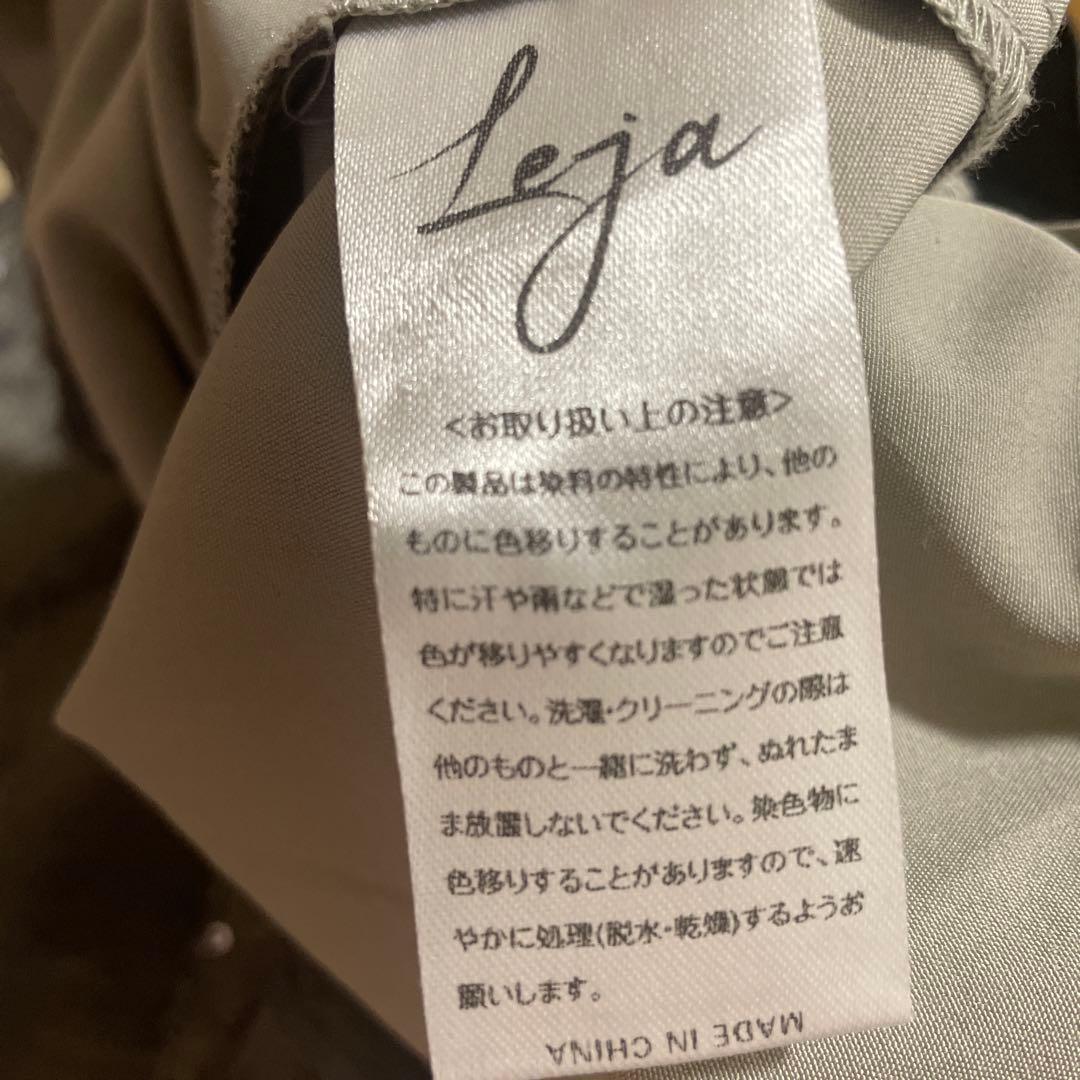 Leja
<お取り扱い上の注意>
この製品は染料の特性により、他の
ものに色移りすることがあります。
特に汗や雨などで湿った状態では
色が移りやすくなりますのでご注意
ください。洗濯・クリーニングの際は
他のものと一緒に洗わず、ぬれたま
ま放置しないでください。染色物に
色移りすることがありますので、速
やかに処理(脱水・乾燥)するようお
願いします。
MADE IN CHINA